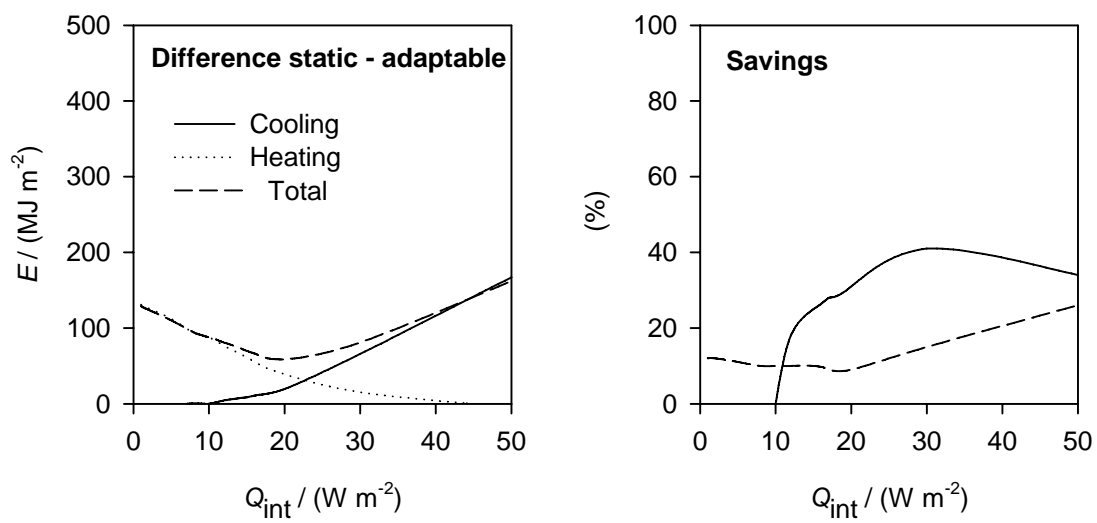 Difference static - adaptable
Cooling
Heating
Total
E / (MJ m-2)
500
400
300
200
100
0
0 10 20 30 40 50
Qint / (W m-2)
Savings
(%)
100
80
60
40
20
0
0 10 20 30 40 50
Qint / (W m-2)